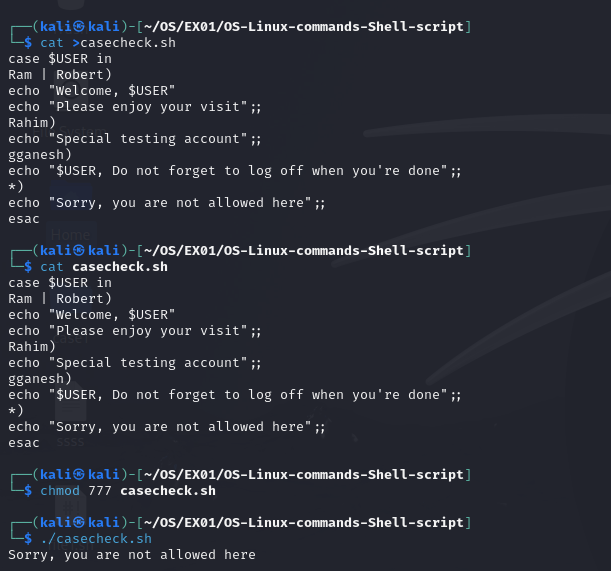 ┌──(kali㉿kali)-[~/OS/EX01/OS-Linux-commands-Shell-script]
└─$ cat >casecheck.sh
case $USER in
Ram | Robert)
echo "Welcome, $USER"
echo "Please enjoy your visit";;
Rahim)
echo "Special testing account";;
gganesh)
echo "$USER, Do not forget to log off when you're done";;
*)
echo "Sorry, you are not allowed here";;
esac
┌──(kali㉿kali)-[~/OS/EX01/OS-Linux-commands-Shell-script]
└─$ cat casecheck.sh
case $USER in
Ram | Robert)
echo "Welcome, $USER"
echo "Please enjoy your visit";;
Rahim)
echo "Special testing account";;
gganesh)
echo "$USER, Do not forget to log off when you're done";;
*)
echo "Sorry, you are not allowed here";;
esac
┌──(kali㉿kali)-[~/OS/EX01/OS-Linux-commands-Shell-script]
└─$ chmod 777 casecheck.sh
┌──(kali㉿kali)-[~/OS/EX01/OS-Linux-commands-Shell-script]
└─$ ./casecheck.sh
Sorry, you are not allowed here
Home
ssss